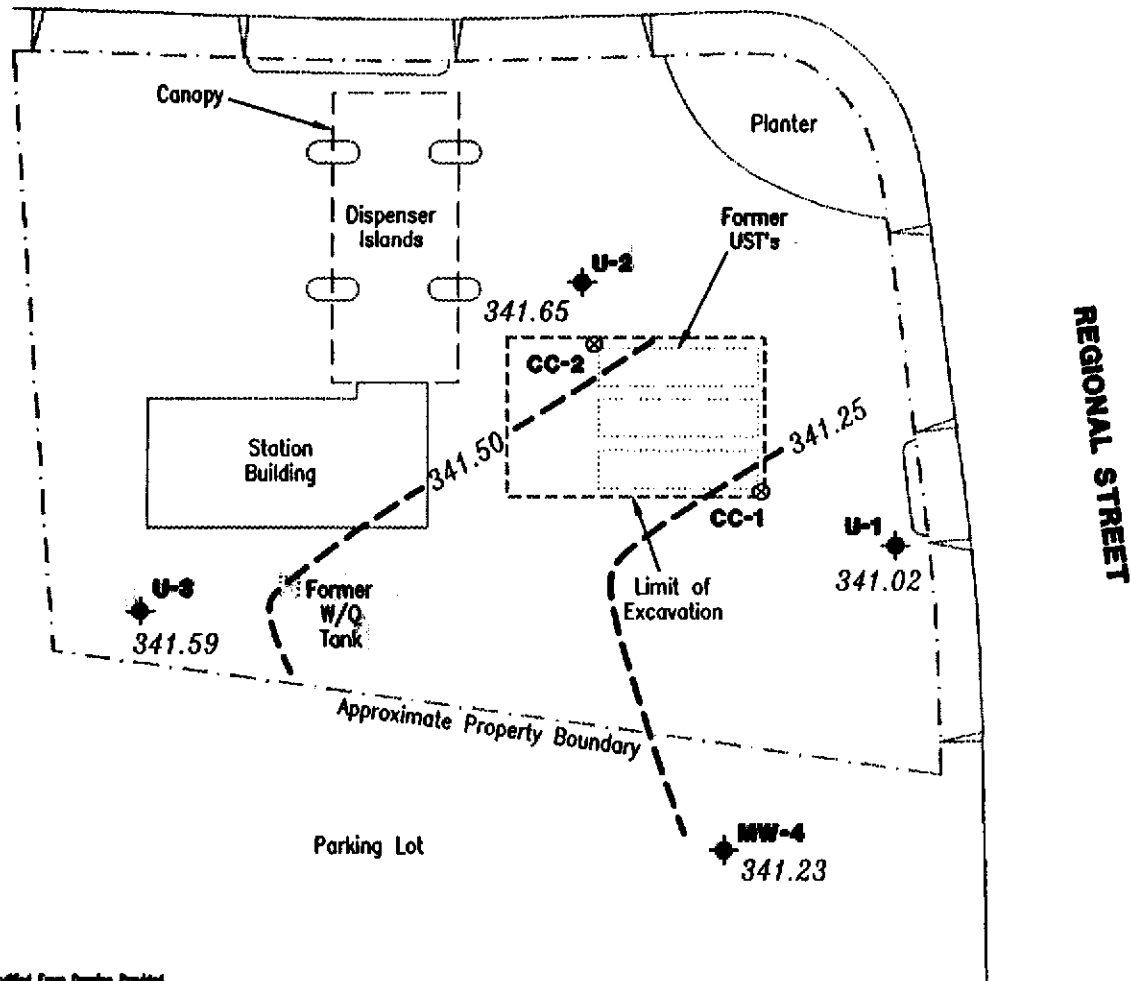 Canopy
Planter
Dispenser
Islands
Former
UST's
U-2
341.65
CC-2
REGIONAL STREET
341.25
341.50
Station
Building
CC-1
U-1
341.02
Limit of
Excavation
U-3
341.59
Former
W/O
Tank
Approximate Property Boundary
Parking Lot
MW-4
341.23